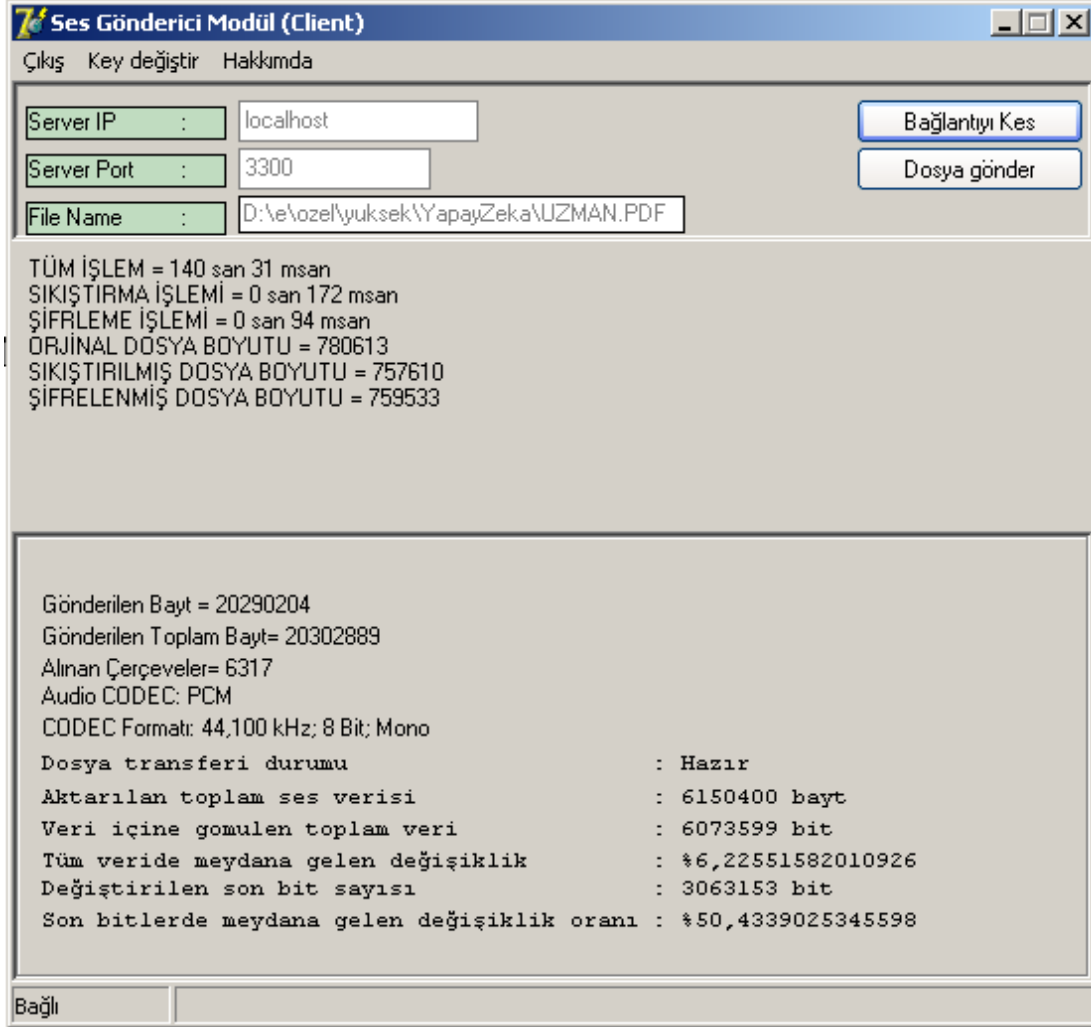 Ses Gönderici Modül (Client)
Çıkış Key değiştir Hakkımda
Server IP : localhost Bağlantıyı Kes
Server Port : 3300 Dosya gönder
File Name : D:\e\ozel\yuksek\YapayZeka\UZMAN.PDF
TÜM İŞLEM = 140 san 31 msan
SIKIŞTIRMA İŞLEMİ = 0 san 172 msan
ŞİFRLEME İŞLEMİ = 0 san 94 msan
ORJİNAL DOSYA BOYUTU = 780613
SIKIŞTIRILMIŞ DOSYA BOYUTU = 757610
ŞİFRELENMİŞ DOSYA BOYUTU = 759533
Gönderilen Bayt = 20290204
Gönderilen Toplam Bayt= 20302889
Alınan Çerçeveler= 6317
Audio CODEC: PCM
CODEC Formatı: 44,100 kHz; 8 Bit; Mono
Dosya transferi durumu : Hazır
Aktarılan toplam ses verisi : 6150400 bayt
Veri içine gomulen toplam veri : 6073599 bit
Tüm veride meydana gelen değişiklik : %6,22551582010926
Değiştirilen son bit sayısı : 3063153 bit
Son bitlerde meydana gelen değişiklik oranı : %50,4339025345598
Bağlı